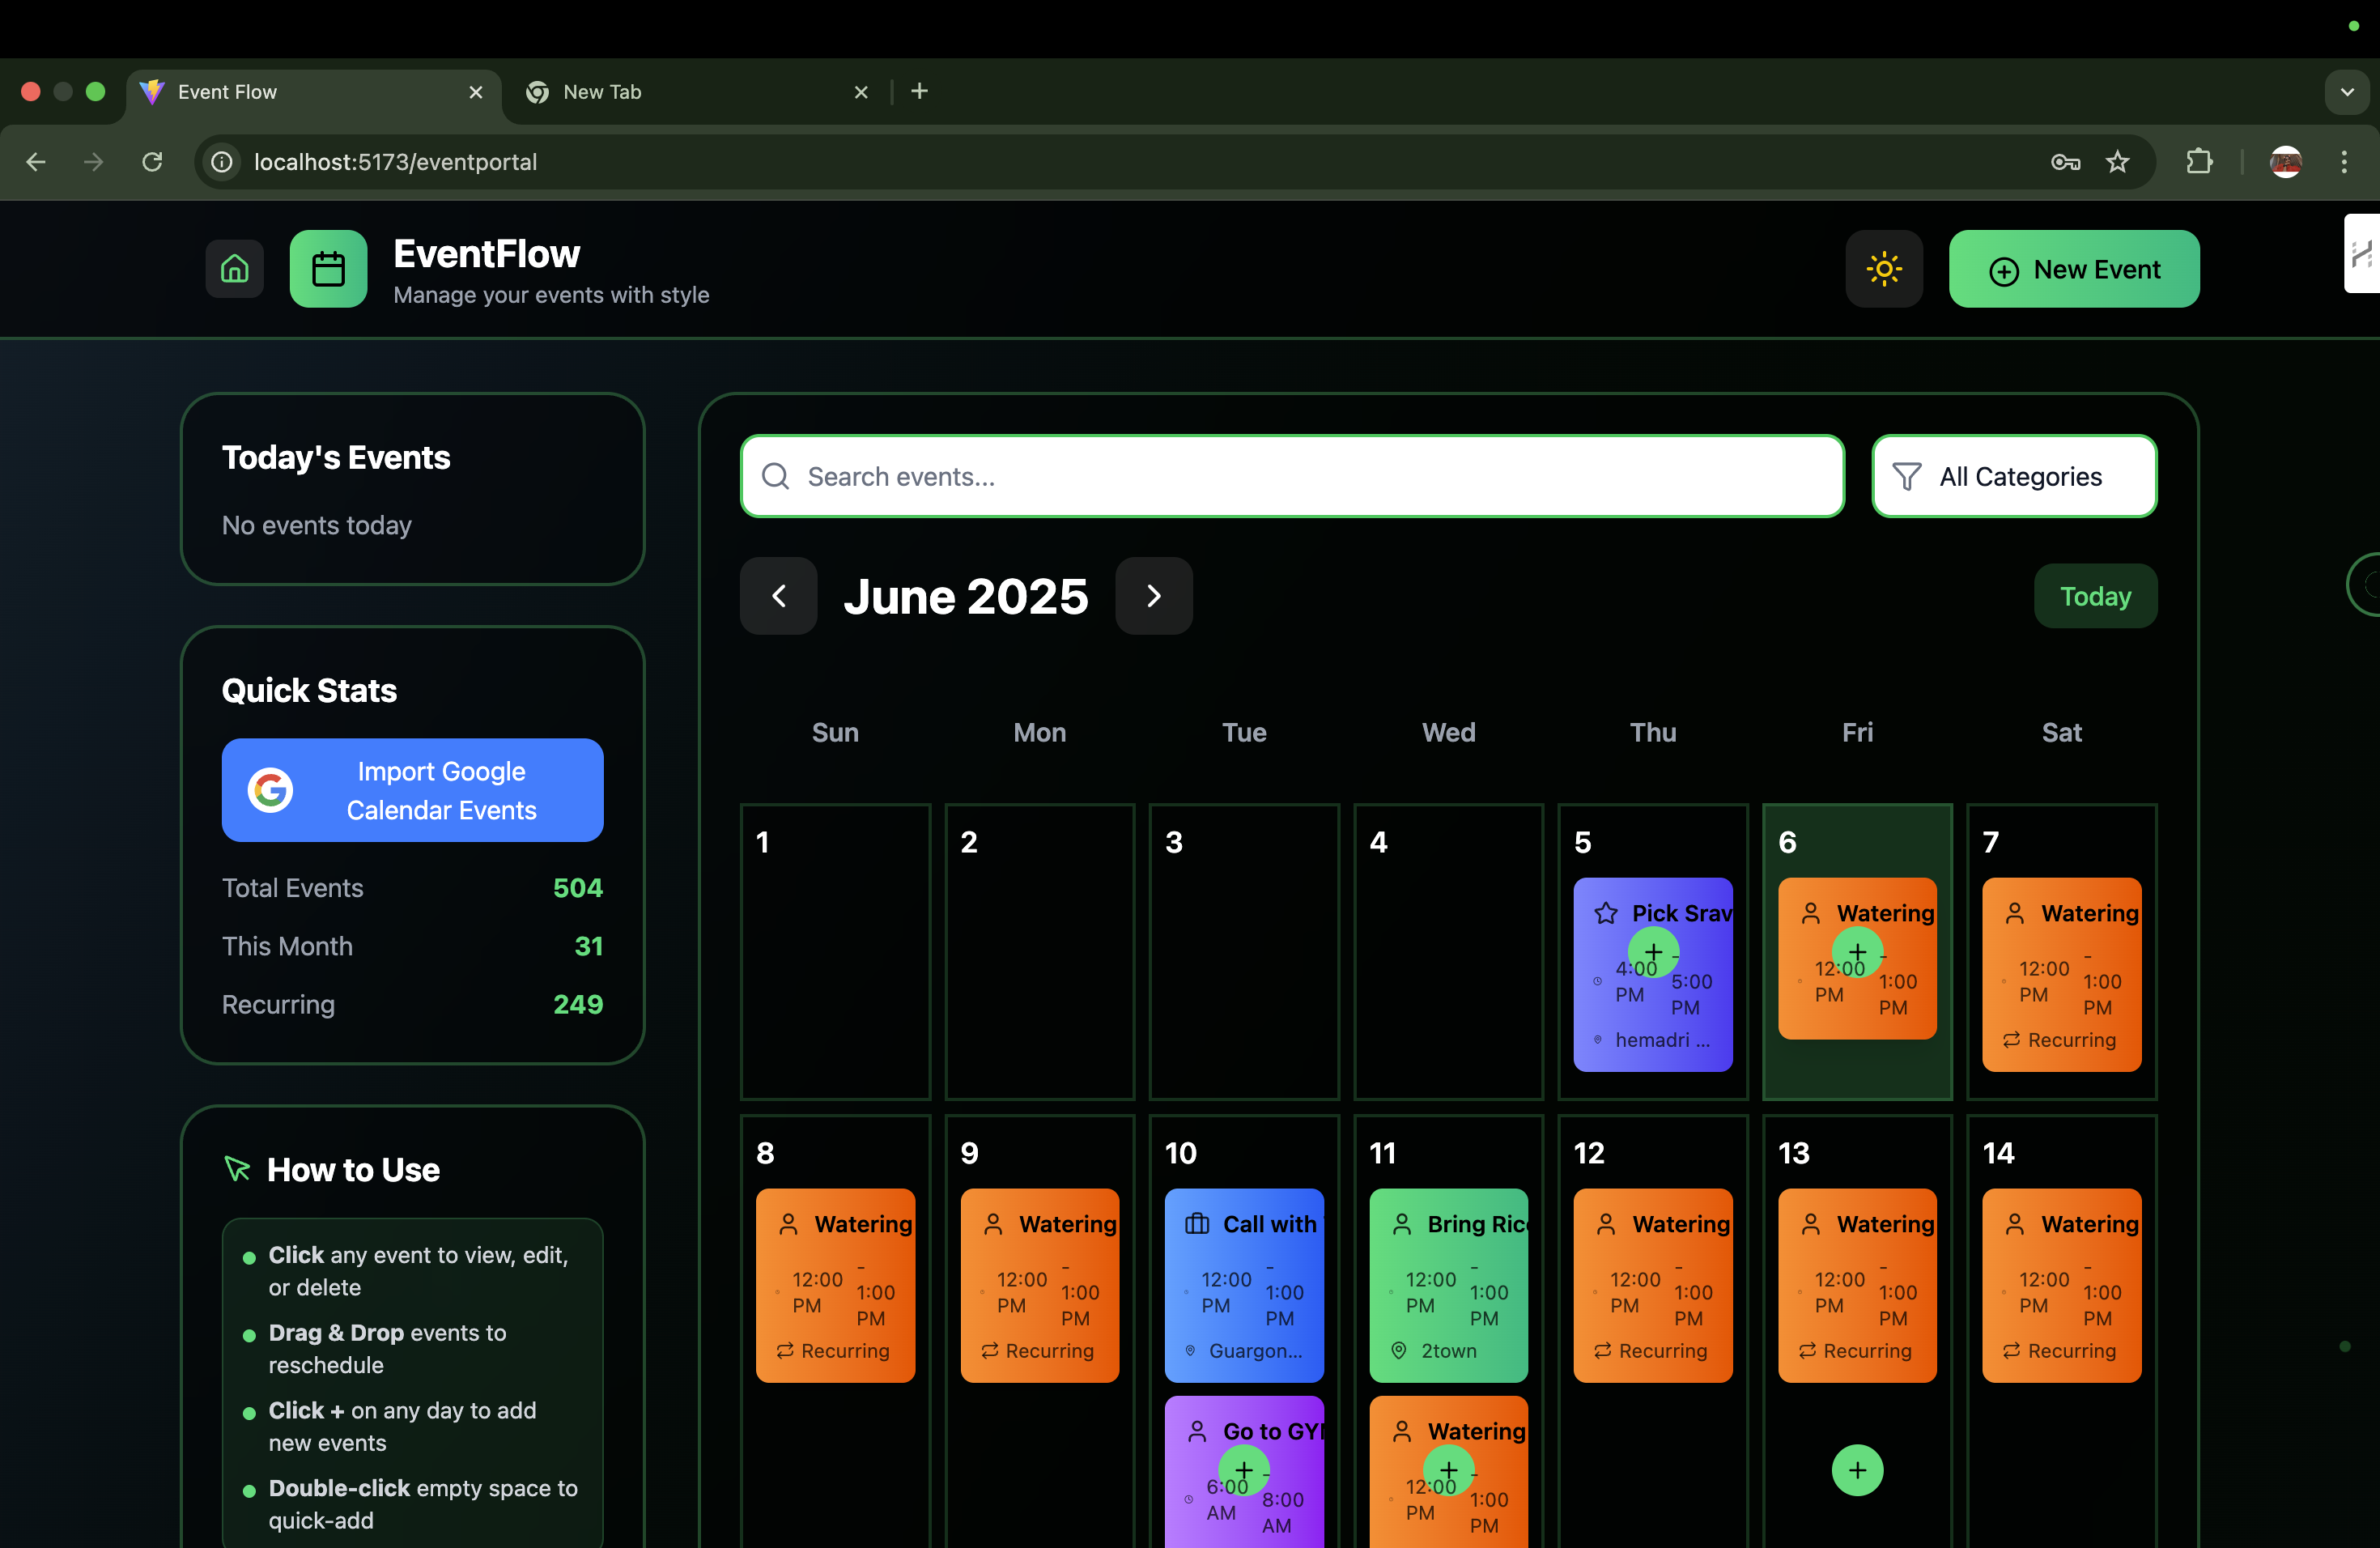 Event Flow
New Tab
localhost:5173/eventportal
EventFlow
Manage your events with style
New Event
Today's Events
No events today
Quick Stats
Import Google
Calendar Events
Total Events 504
This Month 31
Recurring 249
How to Use
Click any event to view, edit,
or delete
Drag & Drop events to
reschedule
Click + on any day to add
new events
Double-click empty space to
quick-add
Search events...
All Categories
June 2025
Today
Sun Mon Tue Wed Thu Fri Sat
1
2
3
4
5
Pick Srav
4:00 PM - 5:00 PM
hemadri ...
6
Watering
12:00 PM - 1:00 PM
7
Watering
12:00 PM - 1:00 PM
Recurring
8
Watering
12:00 PM - 1:00 PM
Recurring
9
Watering
12:00 PM - 1:00 PM
Recurring
10
Call with
12:00 PM - 1:00 PM
Guargon...
Go to GY
6:00 AM - 8:00 AM
11
Bring Ric
12:00 PM - 1:00 PM
2town
Watering
12:00 PM - 1:00 PM
12
Watering
12:00 PM - 1:00 PM
Recurring
13
Watering
12:00 PM - 1:00 PM
Recurring
14
Watering
12:00 PM - 1:00 PM
Recurring